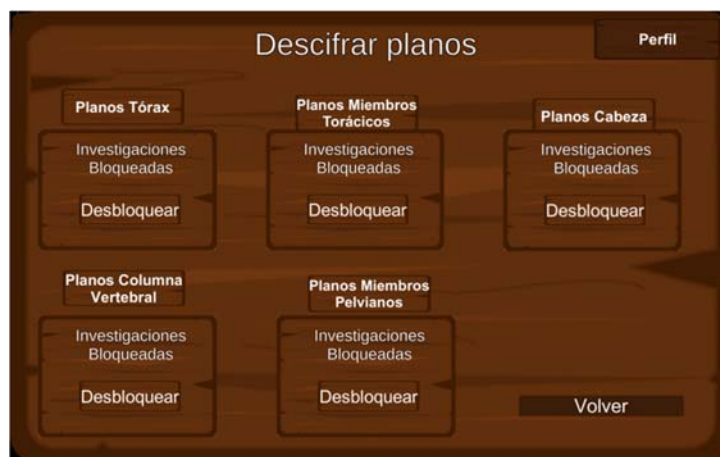 Descifrar planos
Perfil
Planos Tórax
Investigaciones
Bloqueadas
Desbloquear
Planos Miembros
Torácicos
Investigaciones
Bloqueadas
Desbloquear
Planos Cabeza
Investigaciones
Bloqueadas
Desbloquear
Planos Columna
Vertebral
Investigaciones
Bloqueadas
Desbloquear
Planos Miembros
Pelvianos
Investigaciones
Bloqueadas
Desbloquear
Volver